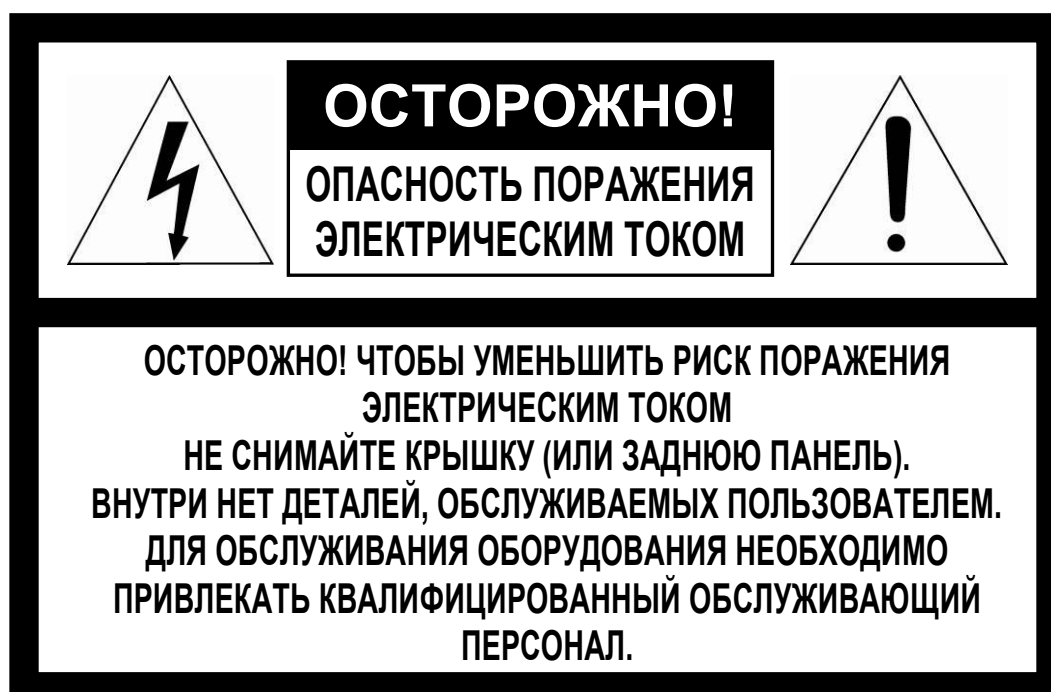 ОСТОРОЖНО!
ОПАСНОСТЬ ПОРАЖЕНИЯ
ЭЛЕКТРИЧЕСКИМ ТОКОМ
ОСТОРОЖНО! ЧТОБЫ УМЕНЬШИТЬ РИСК ПОРАЖЕНИЯ
ЭЛЕКТРИЧЕСКИМ ТОКОМ
НЕ СНИМАЙТЕ КРЫШКУ (ИЛИ ЗАДНЮЮ ПАНЕЛЬ).
ВНУТРИ НЕТ ДЕТАЛЕЙ, ОБСЛУЖИВАЕМЫХ ПОЛЬЗОВАТЕЛЕМ.
ДЛЯ ОБСЛУЖИВАНИЯ ОБОРУДОВАНИЯ НЕОБХОДИМО
ПРИВЛЕКАТЬ КВАЛИФИЦИРОВАННЫЙ ОБСЛУЖИВАЮЩИЙ
ПЕРСОНАЛ.